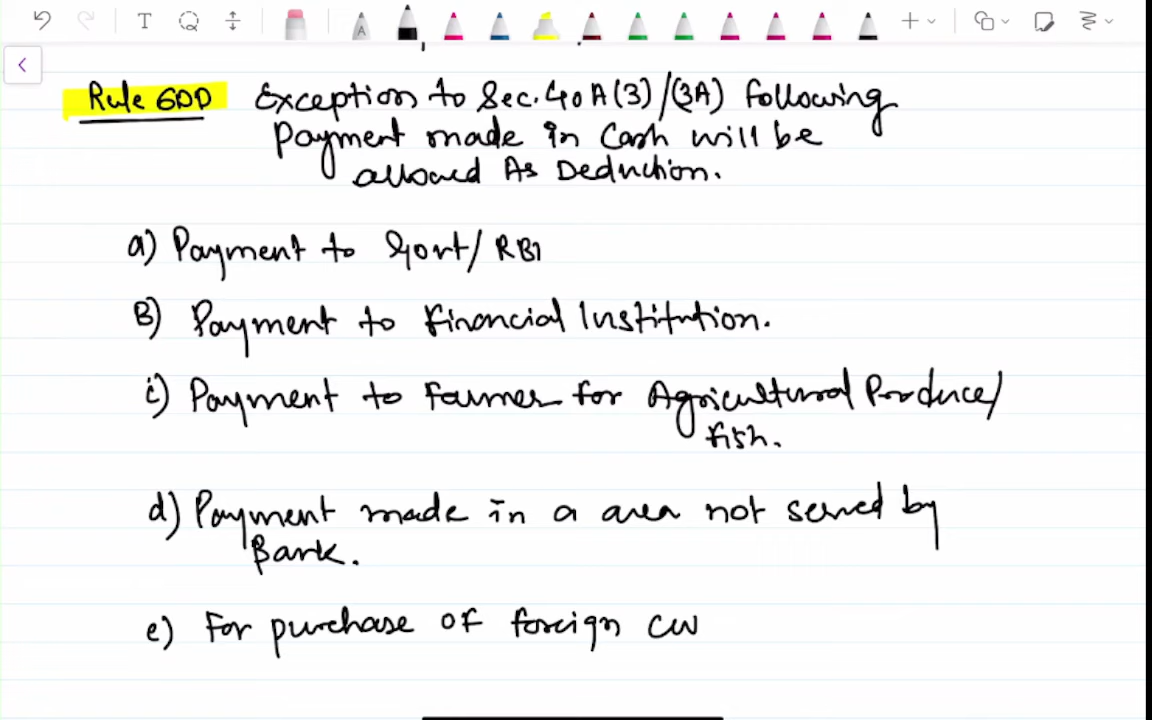 Rule 6DD Exception to Sec. 40A(3)/(3A) following
Payment made in Cash will be
allowed As Deduction.
a) Payment to Govt/ RBI
B) Payment to Financial Institution.
c) Payment to Farmer for Agricultural Produce/
fish.
d) Payment made in a area not served by
Bank.
e) For purchase of foreign cur